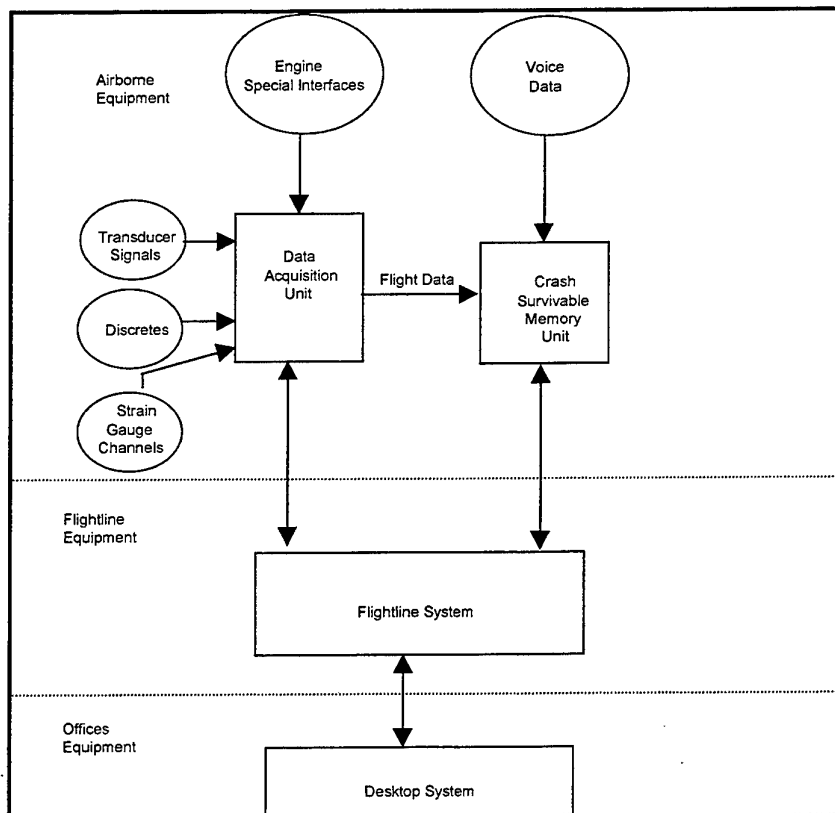 Airborne
Equipment
Engine
Special Interfaces
Voice
Data
Transducer
Signals
Data
Acquisition
Unit
Flight Data
Crash
Survivable
Memory
Unit
Discretes
Strain
Gauge
Channels
Flightline
Equipment
Flightline System
Offices
Equipment
Desktop System